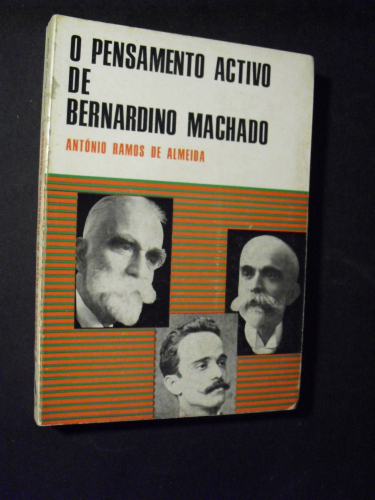 O PENSAMENTO ACTIVO
DE
BERNARDINO MACHADO
ANTÓNIO RAMOS DE ALMEIDA